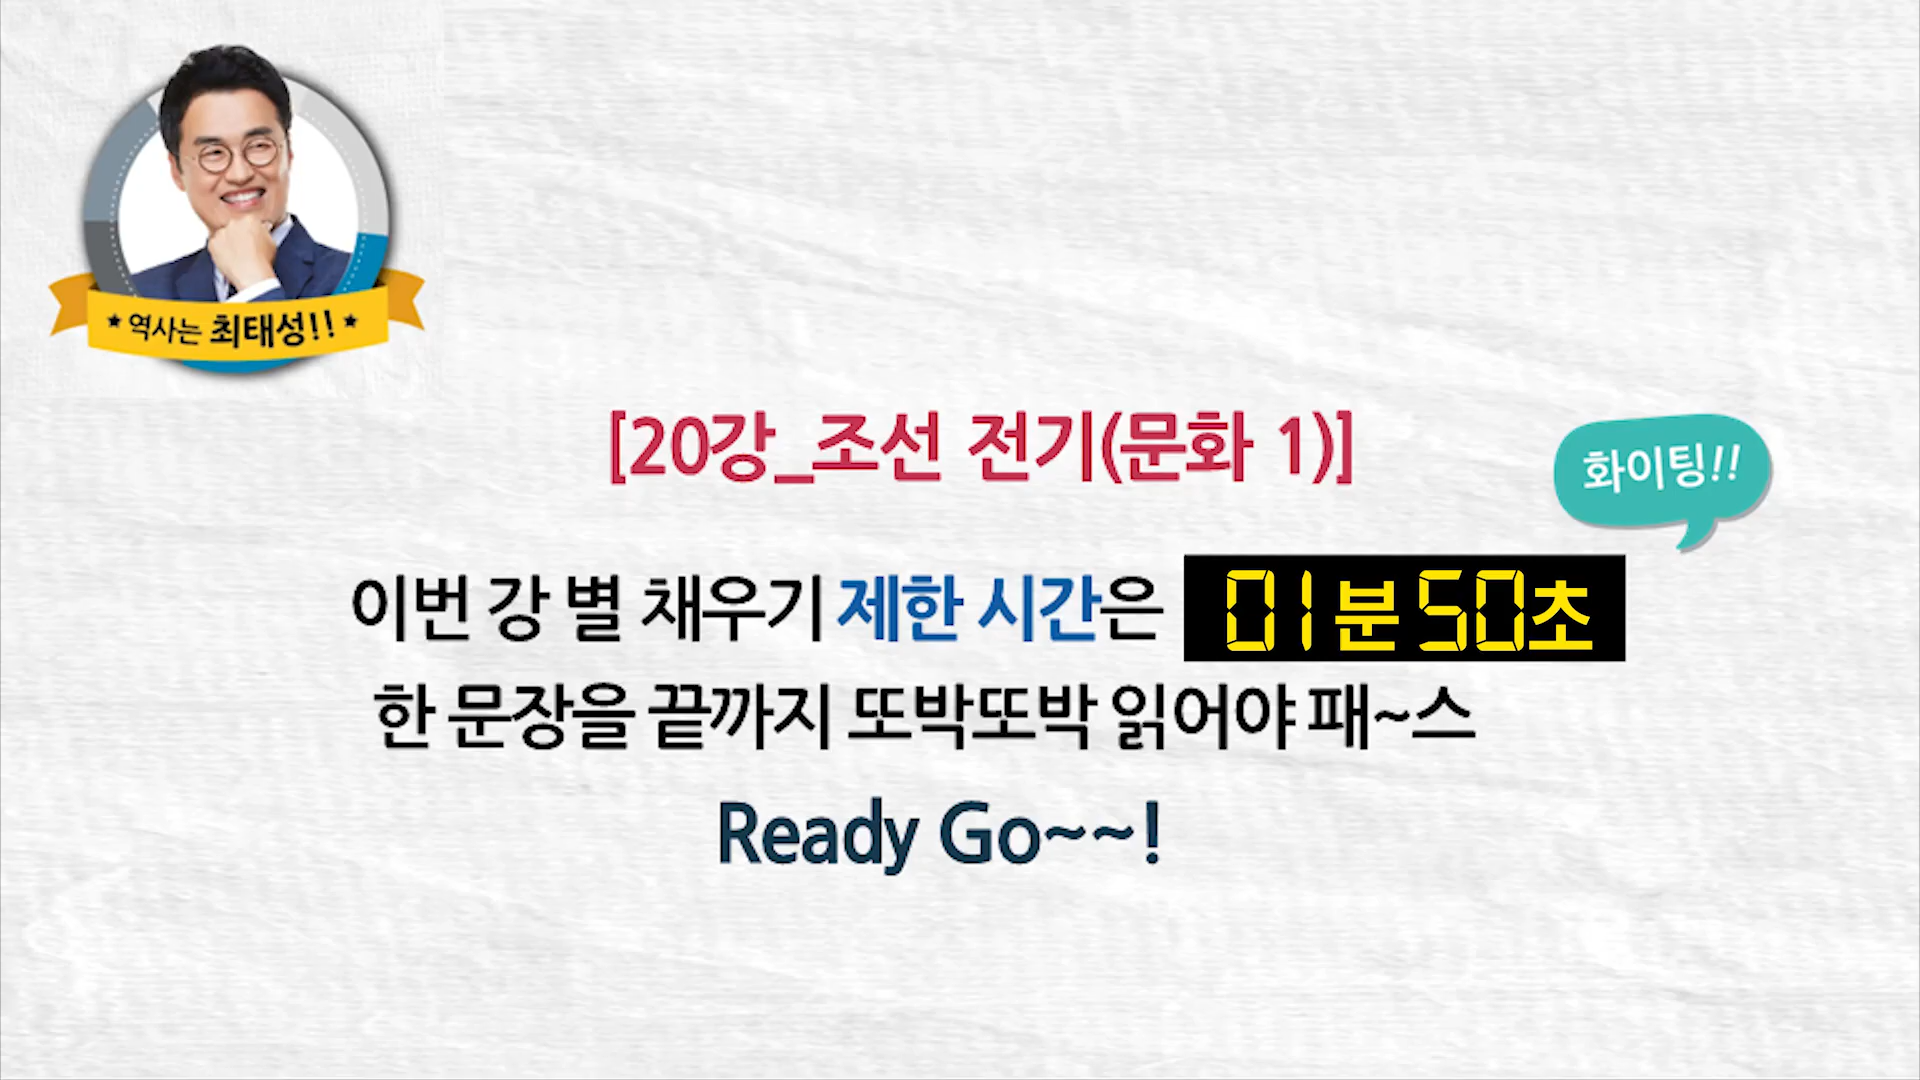 ★ 역사는 최태성!! ★
[20강_조선 전기(문화 1)]
화이팅!!
이번 강 별 채우기 제한 시간은 01분 50초
한 문장을 끝까지 또박또박 읽어야 패~스
Ready Go~~!